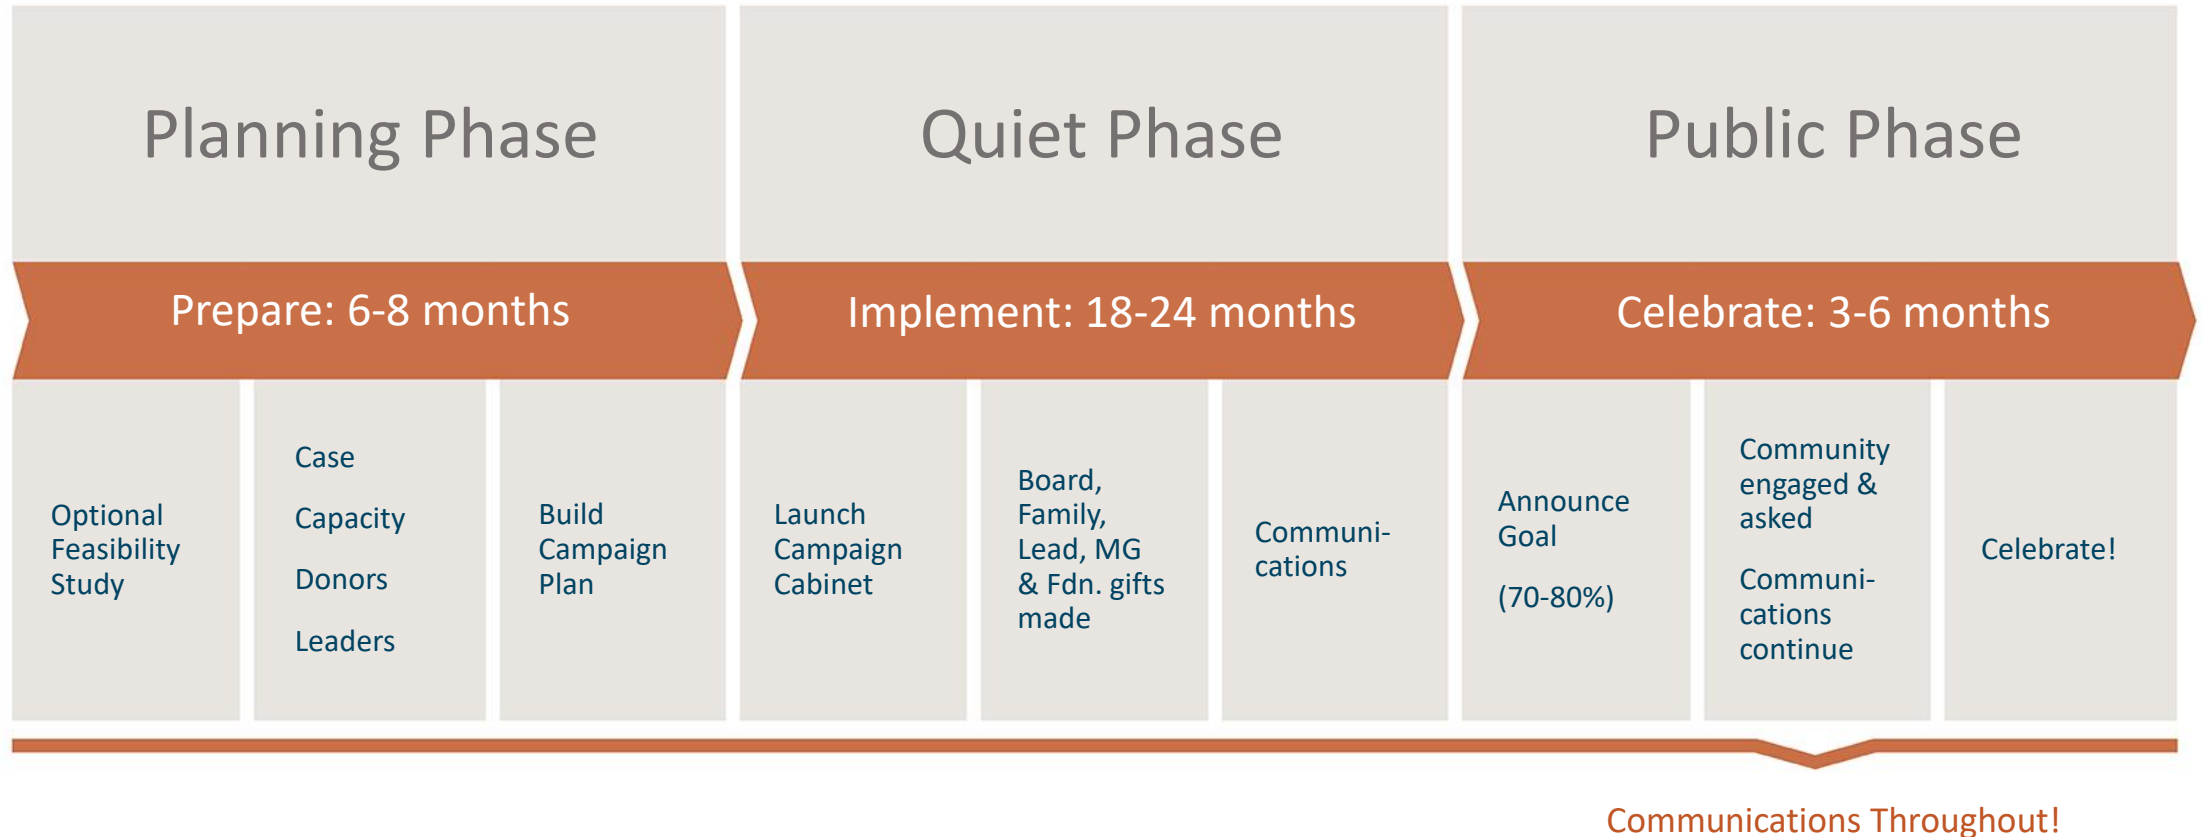 Planning Phase
Quiet Phase
Public Phase
Prepare: 6-8 months
Implement: 18-24 months
Celebrate: 3-6 months
Optional
Feasibility
Study
Case
Capacity
Donors
Leaders
Build
Campaign
Plan
Launch
Campaign
Cabinet
Board,
Family,
Lead, MG
& Fdn. gifts
made
Communi-
cations
Announce
Goal
(70-80%)
Community
engaged &
asked
Communi-
cations
continue
Celebrate!
Communications Throughout!